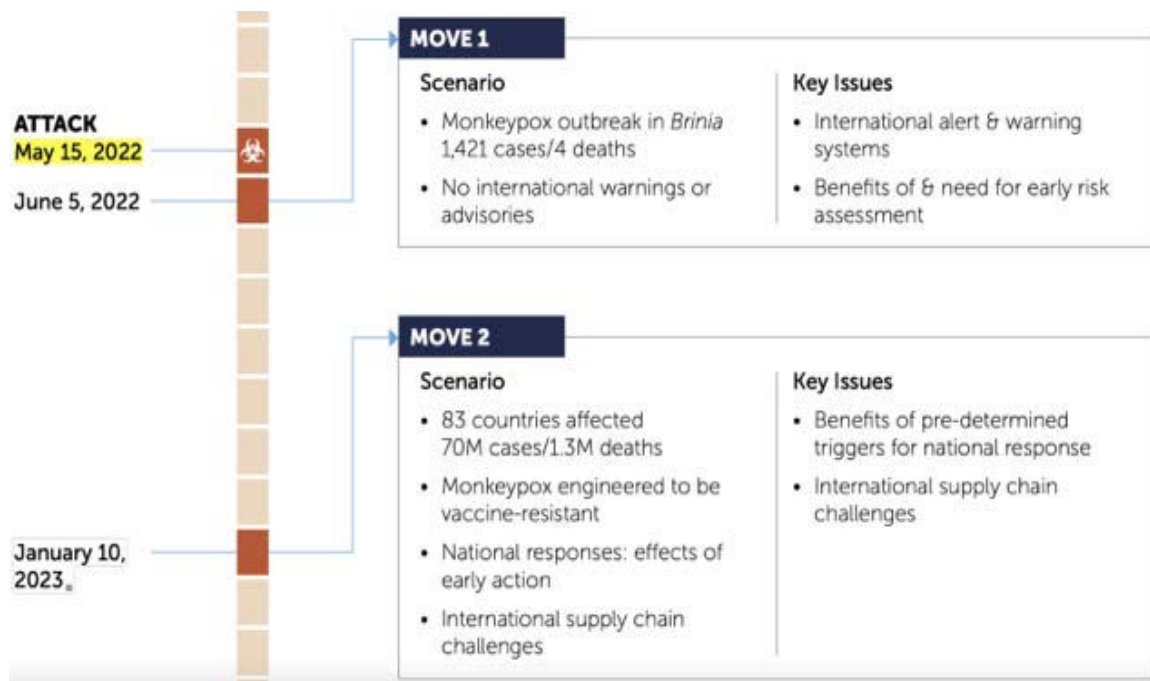 ATTACK
May 15, 2022
June 5, 2022
MOVE 1
Scenario
• Monkeypox outbreak in Brinia
1,421 cases/4 deaths
• No international warnings or
advisories
Key Issues
• International alert & warning
systems
• Benefits of & need for early risk
assessment
January 10,
2023
MOVE 2
Scenario
• 83 countries affected
70M cases/1.3M deaths
• Monkeypox engineered to be
vaccine-resistant
• National responses: effects of
early action
• International supply chain
challenges
Key Issues
• Benefits of pre-determined
triggers for national response
• International supply chain
challenges